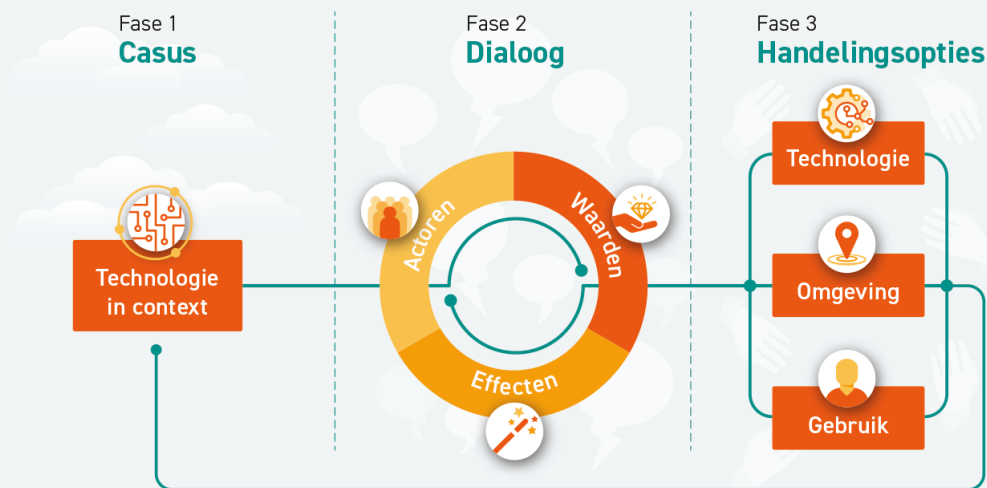 Fase 1
Casus
Technologie
in context
Fase 2
Dialoog
Actoren
Waarden
Effecten
Fase 3
Handelingsopties
Technologie
Omgeving
Gebruik